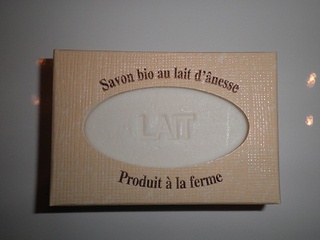 Savon bio au lait d'ânesse
LAIT
Produit à la ferme